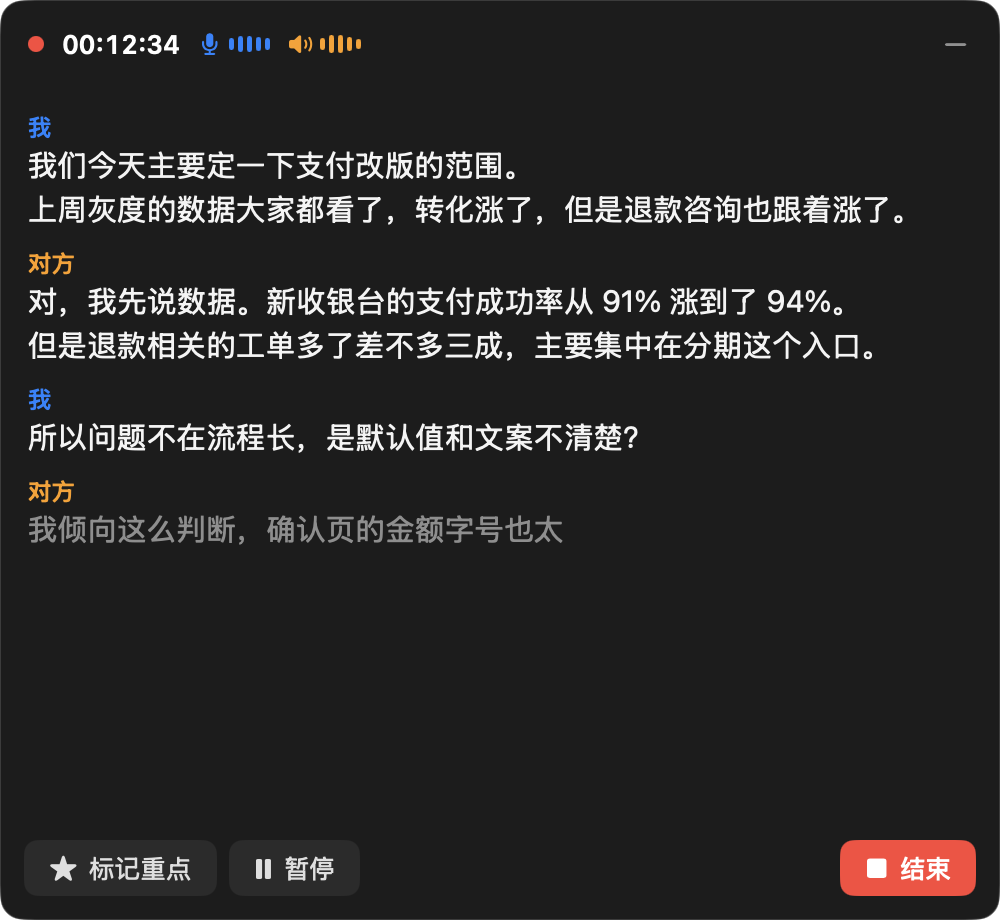 00:12:34
我
我们今天主要定一下支付改版的范围。
上周灰度的数据大家都看了，转化涨了，但是退款咨询也跟着涨了。
对方
对，我先说数据。新收银台的支付成功率从 91% 涨到了 94%。
但是退款相关的工单多了差不多三成，主要集中在分期这个入口。
我
所以问题不在流程长，是默认值和文案不清楚？
对方
我倾向这么判断，确认页的金额字号也太
标记重点
暂停
结束